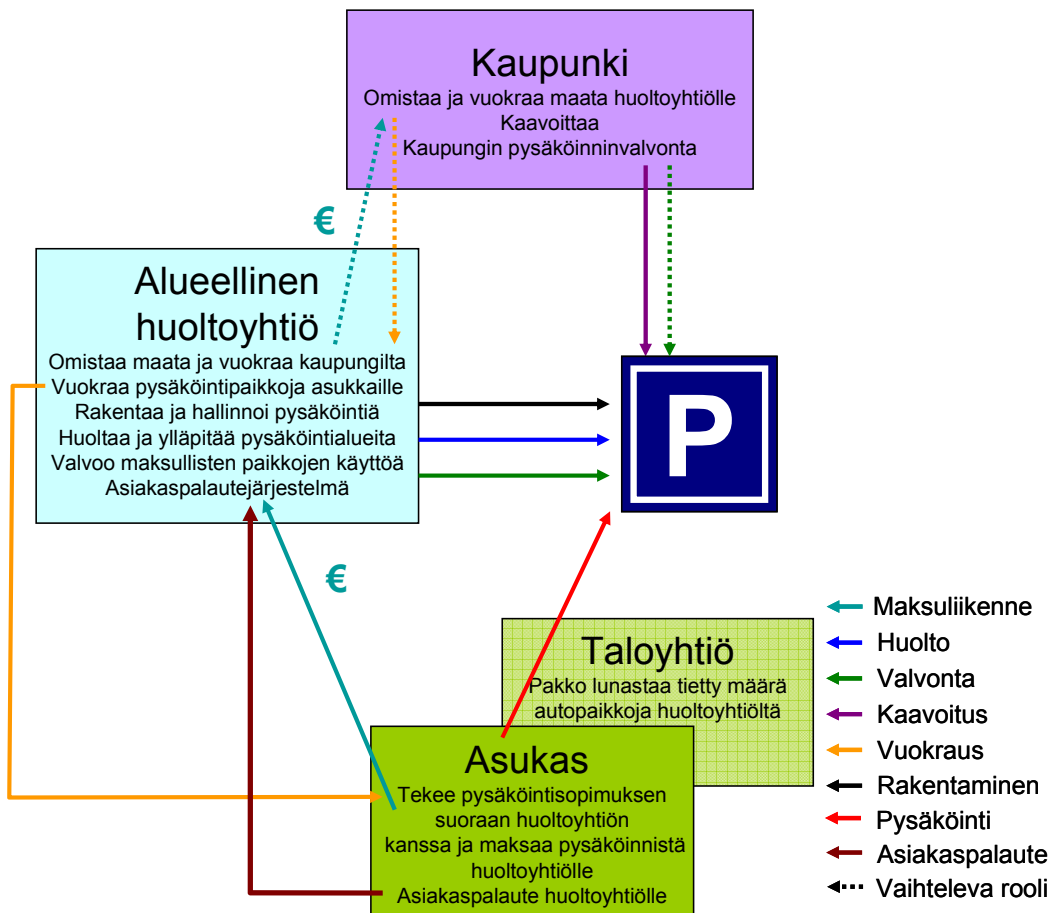 Kaupunki
Omistaa ja vuokraa maata huoltoyhtiölle
Kaavoittaa
Kaupungin pysäköinninvalvonta
€
Alueellinen
huoltoyhtiö
Omistaa maata ja vuokraa kaupungilta
Vuokraa pysäköintipaikkoja asukkaille
Rakentaa ja hallinnoi pysäköintiä
Huoltaa ja ylläpitää pysäköintialueita
Valvoo maksullisten paikkojen käyttöä
Asiakaspalautejärjestelmä
P
€
Taloyhtiö
Pakko lunastaa tietty määrä
autopaikkoja huoltoyhtiöltä
Asukas
Tekee pysäköintisopimuksen
suoraan huoltoyhtiön
kanssa ja maksaa pysäköinnistä
huoltoyhtiölle
Asiakaspalaute huoltoyhtiölle
Maksuliikenne
Huolto
Valvonta
Kaavoitus
Vuokraus
Rakentaminen
Pysäköinti
Asiakaspalaute
Vaihteleva rooli